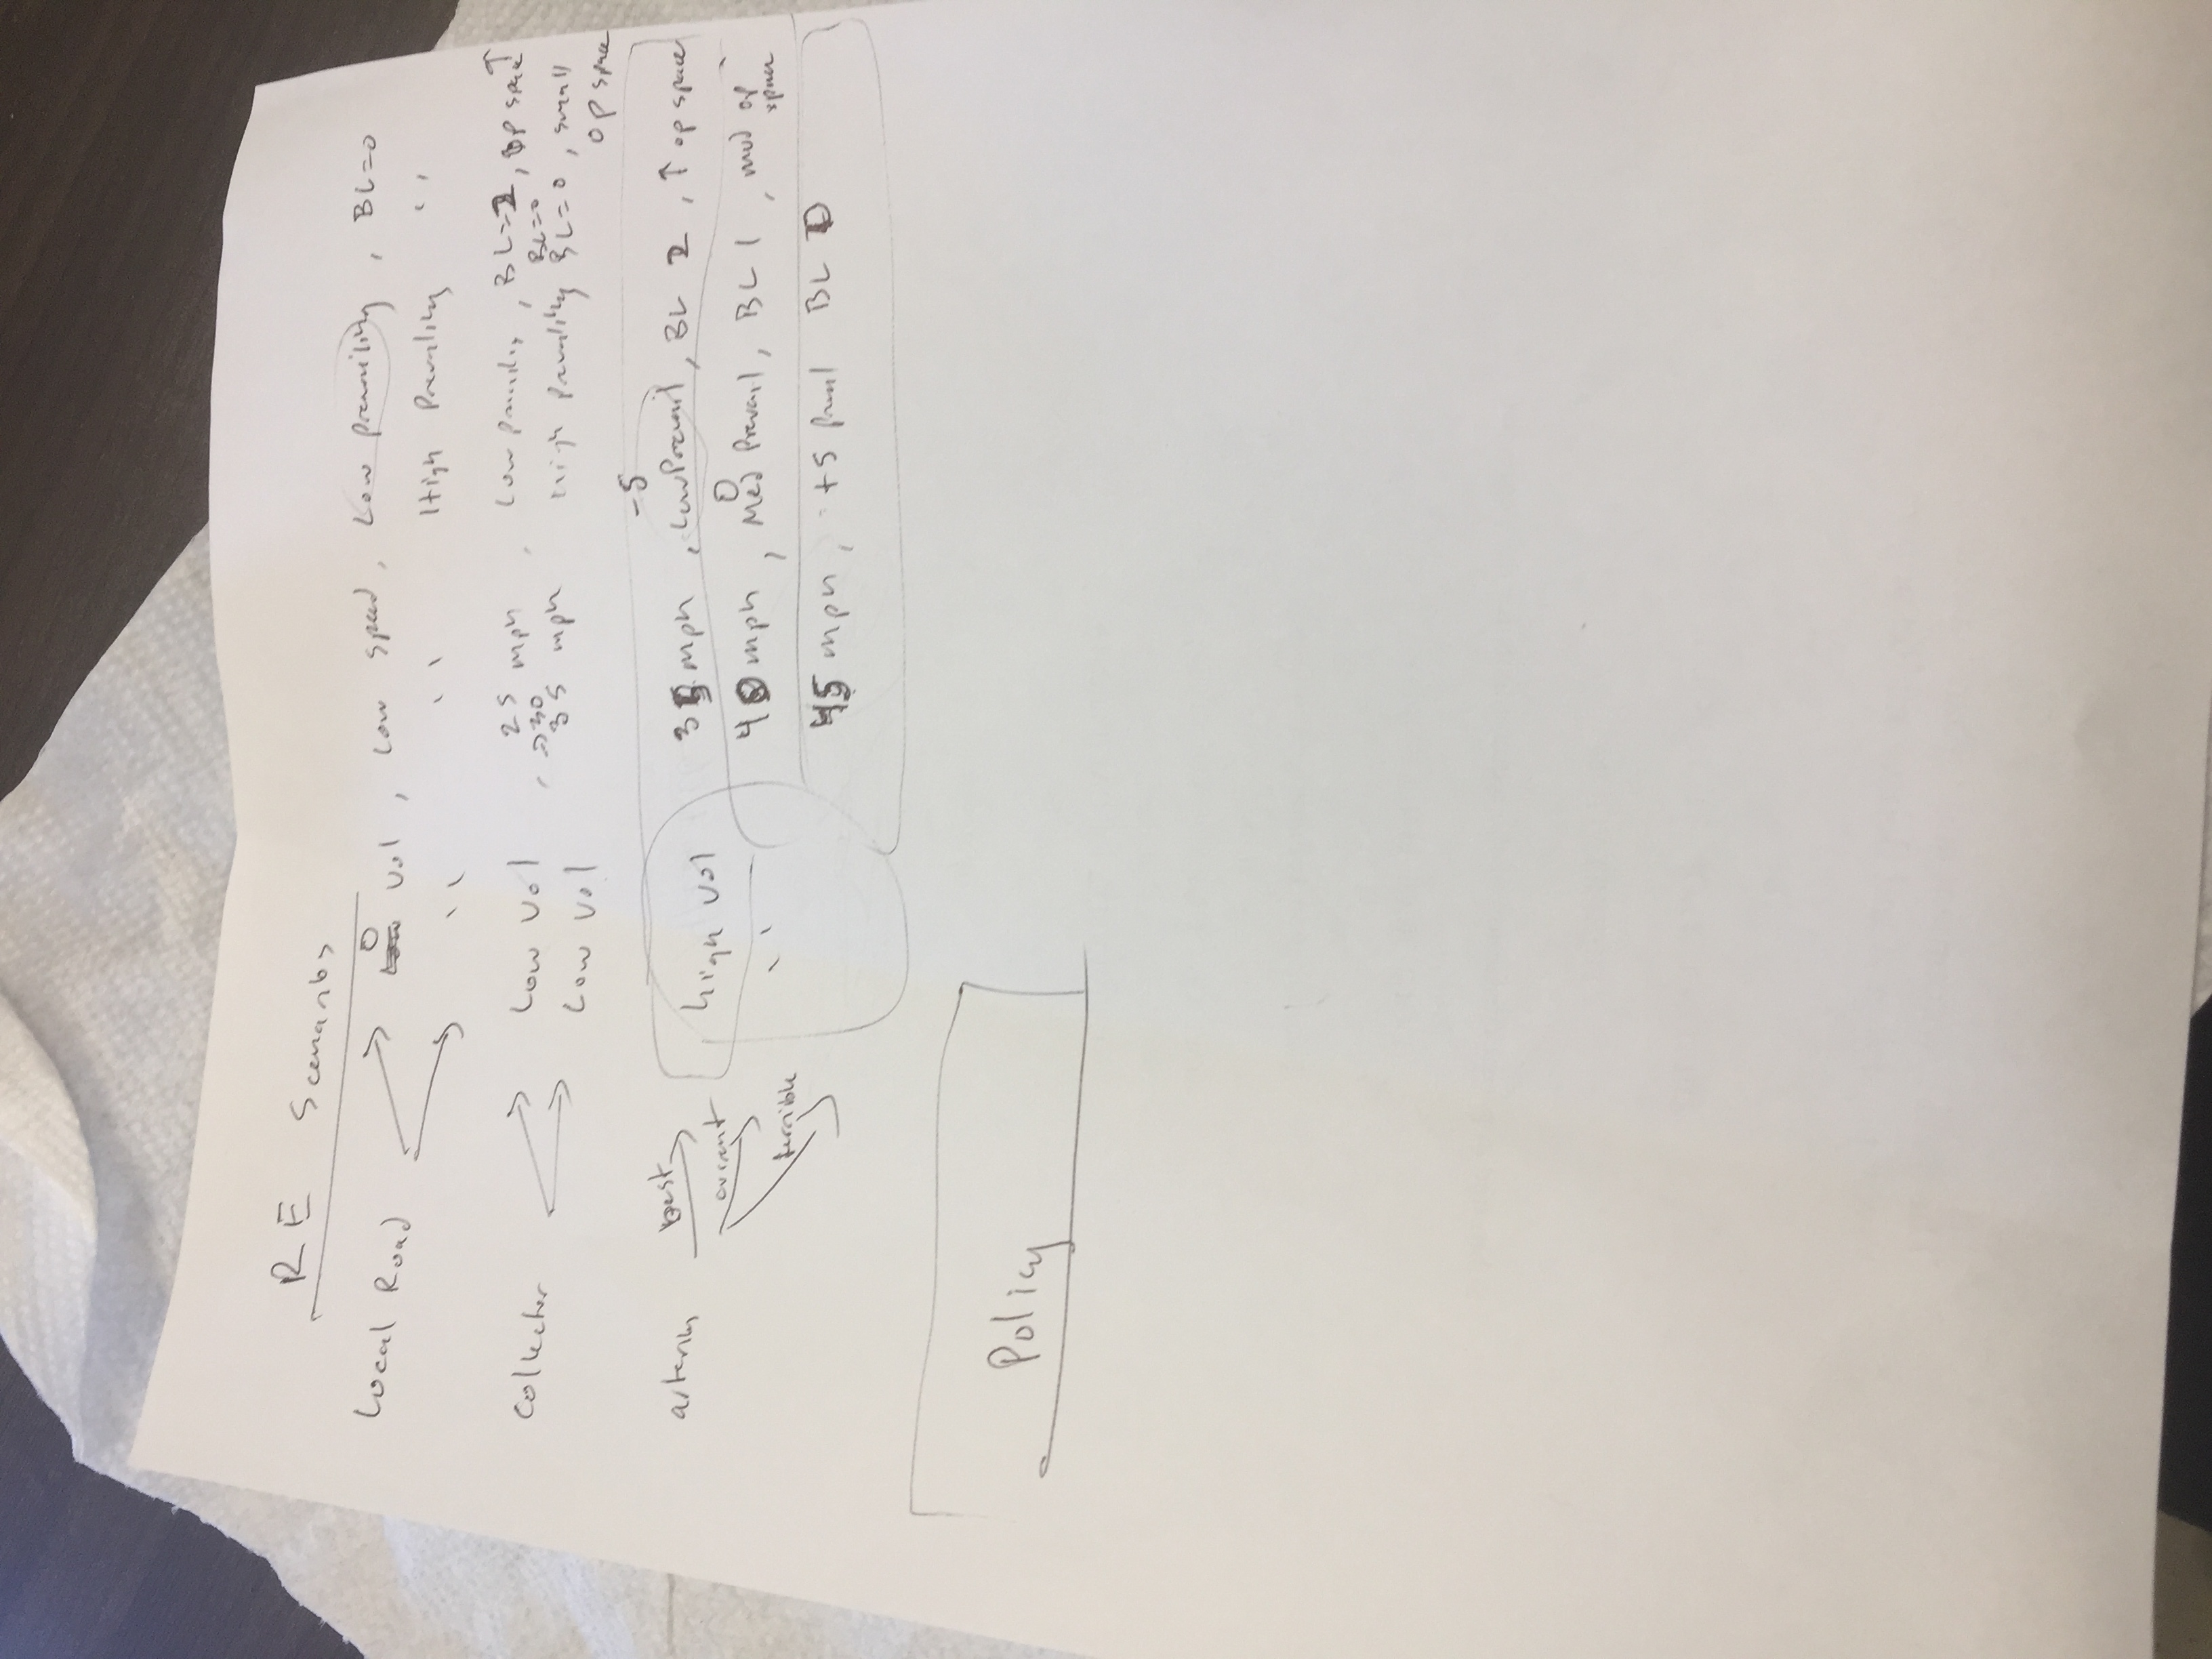 RE Scenarios
Local Road 0 Vol, Low speed, Low prevailing, BL=0
" " High Prevailing "
Collector Low Vol, 25 mph, Low prevailing, BL=2, op space ↑
→30 BL=0
Low Vol 35 mph High prevailing BL=0, small
op space
-5
arterial best high vol 35 mph, Low Prevail, BL 2, ↑ op space
0
current " 40 mph, Med Prevail, BL 1, mod op
space
terrible 45 mph, +5 BL 0
Policy